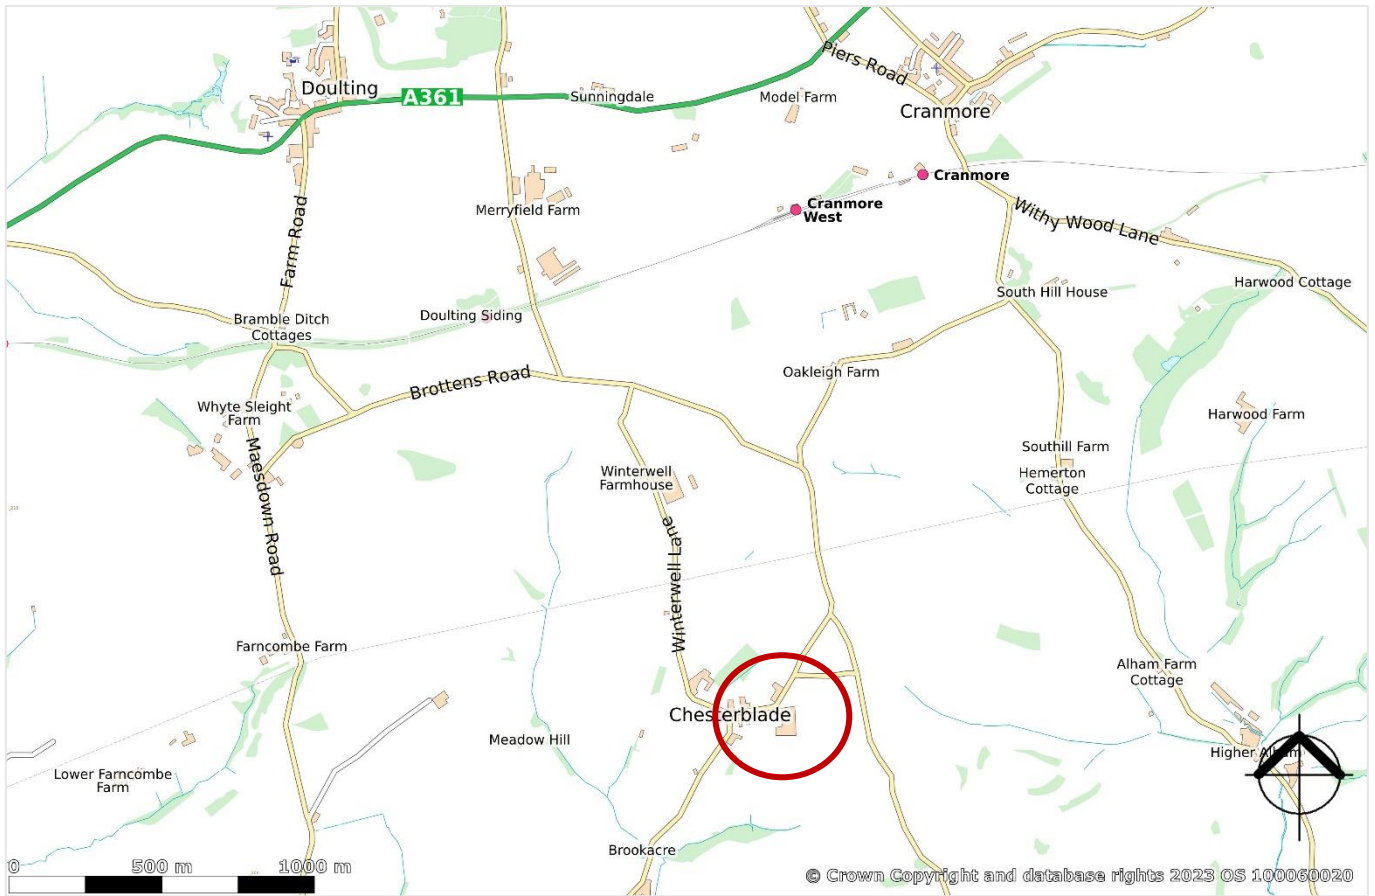 Piers Road
Doulting
A361
Sunningdale
Model Farm
Cranmore
Cranmore
Cranmore
West
Merryfield Farm
Farm Road
Withy Wood Lane
Harwood Cottage
South Hill House
Doulting Siding
Bramble Ditch
Cottages
Brottens Road
Oakleigh Farm
Whyte Sleight
Farm
Harwood Farm
Maesdown Road
Southill Farm
Hemerton
Cottage
Winterwell
Farmhouse
Winterwell Lane
Farncombe Farm
Alham Farm
Cottage
Chesterblade
Meadow Hill
Higher Alham
Lower Farncombe
Farm
Brookacre
0 500 m 1000 m
© Crown Copyright and database rights 2023 OS 100060020